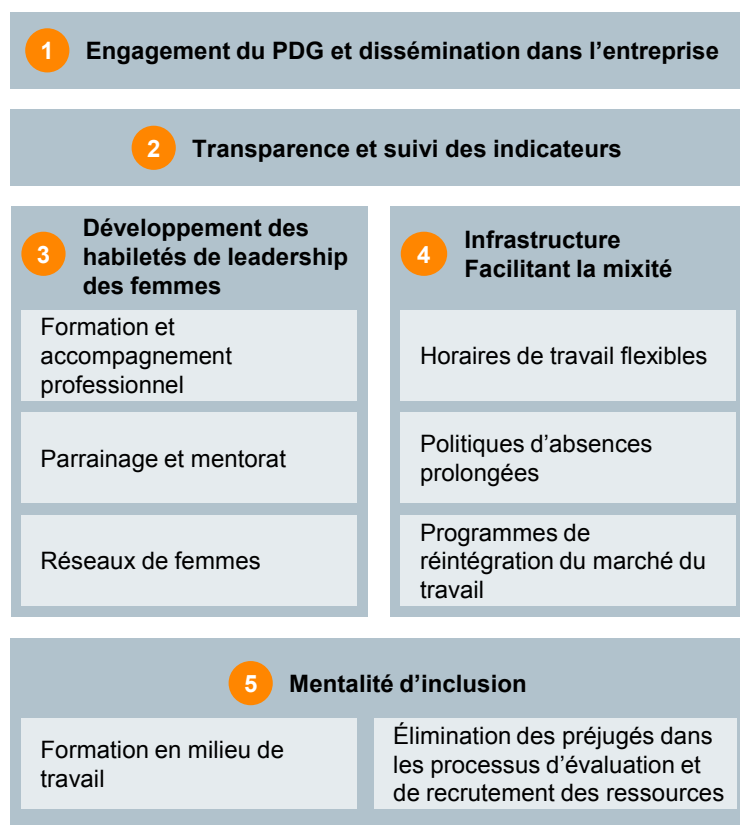 1 Engagement du PDG et dissémination dans l'entreprise
2 Transparence et suivi des indicateurs
3
Développement des
habiletés de leadership
des femmes
Formation et
accompagnement
professionnel
Parrainage et mentorat
Réseaux de femmes
4
Infrastructure
Facilitant la mixité
Horaires de travail flexibles
Politiques d'absences
prolongées
Programmes de
réintégration du marché du
travail
5 Mentalité d'inclusion
Formation en milieu de
travail
Élimination des préjugés dans
les processus d'évaluation et
de recrutement des ressources